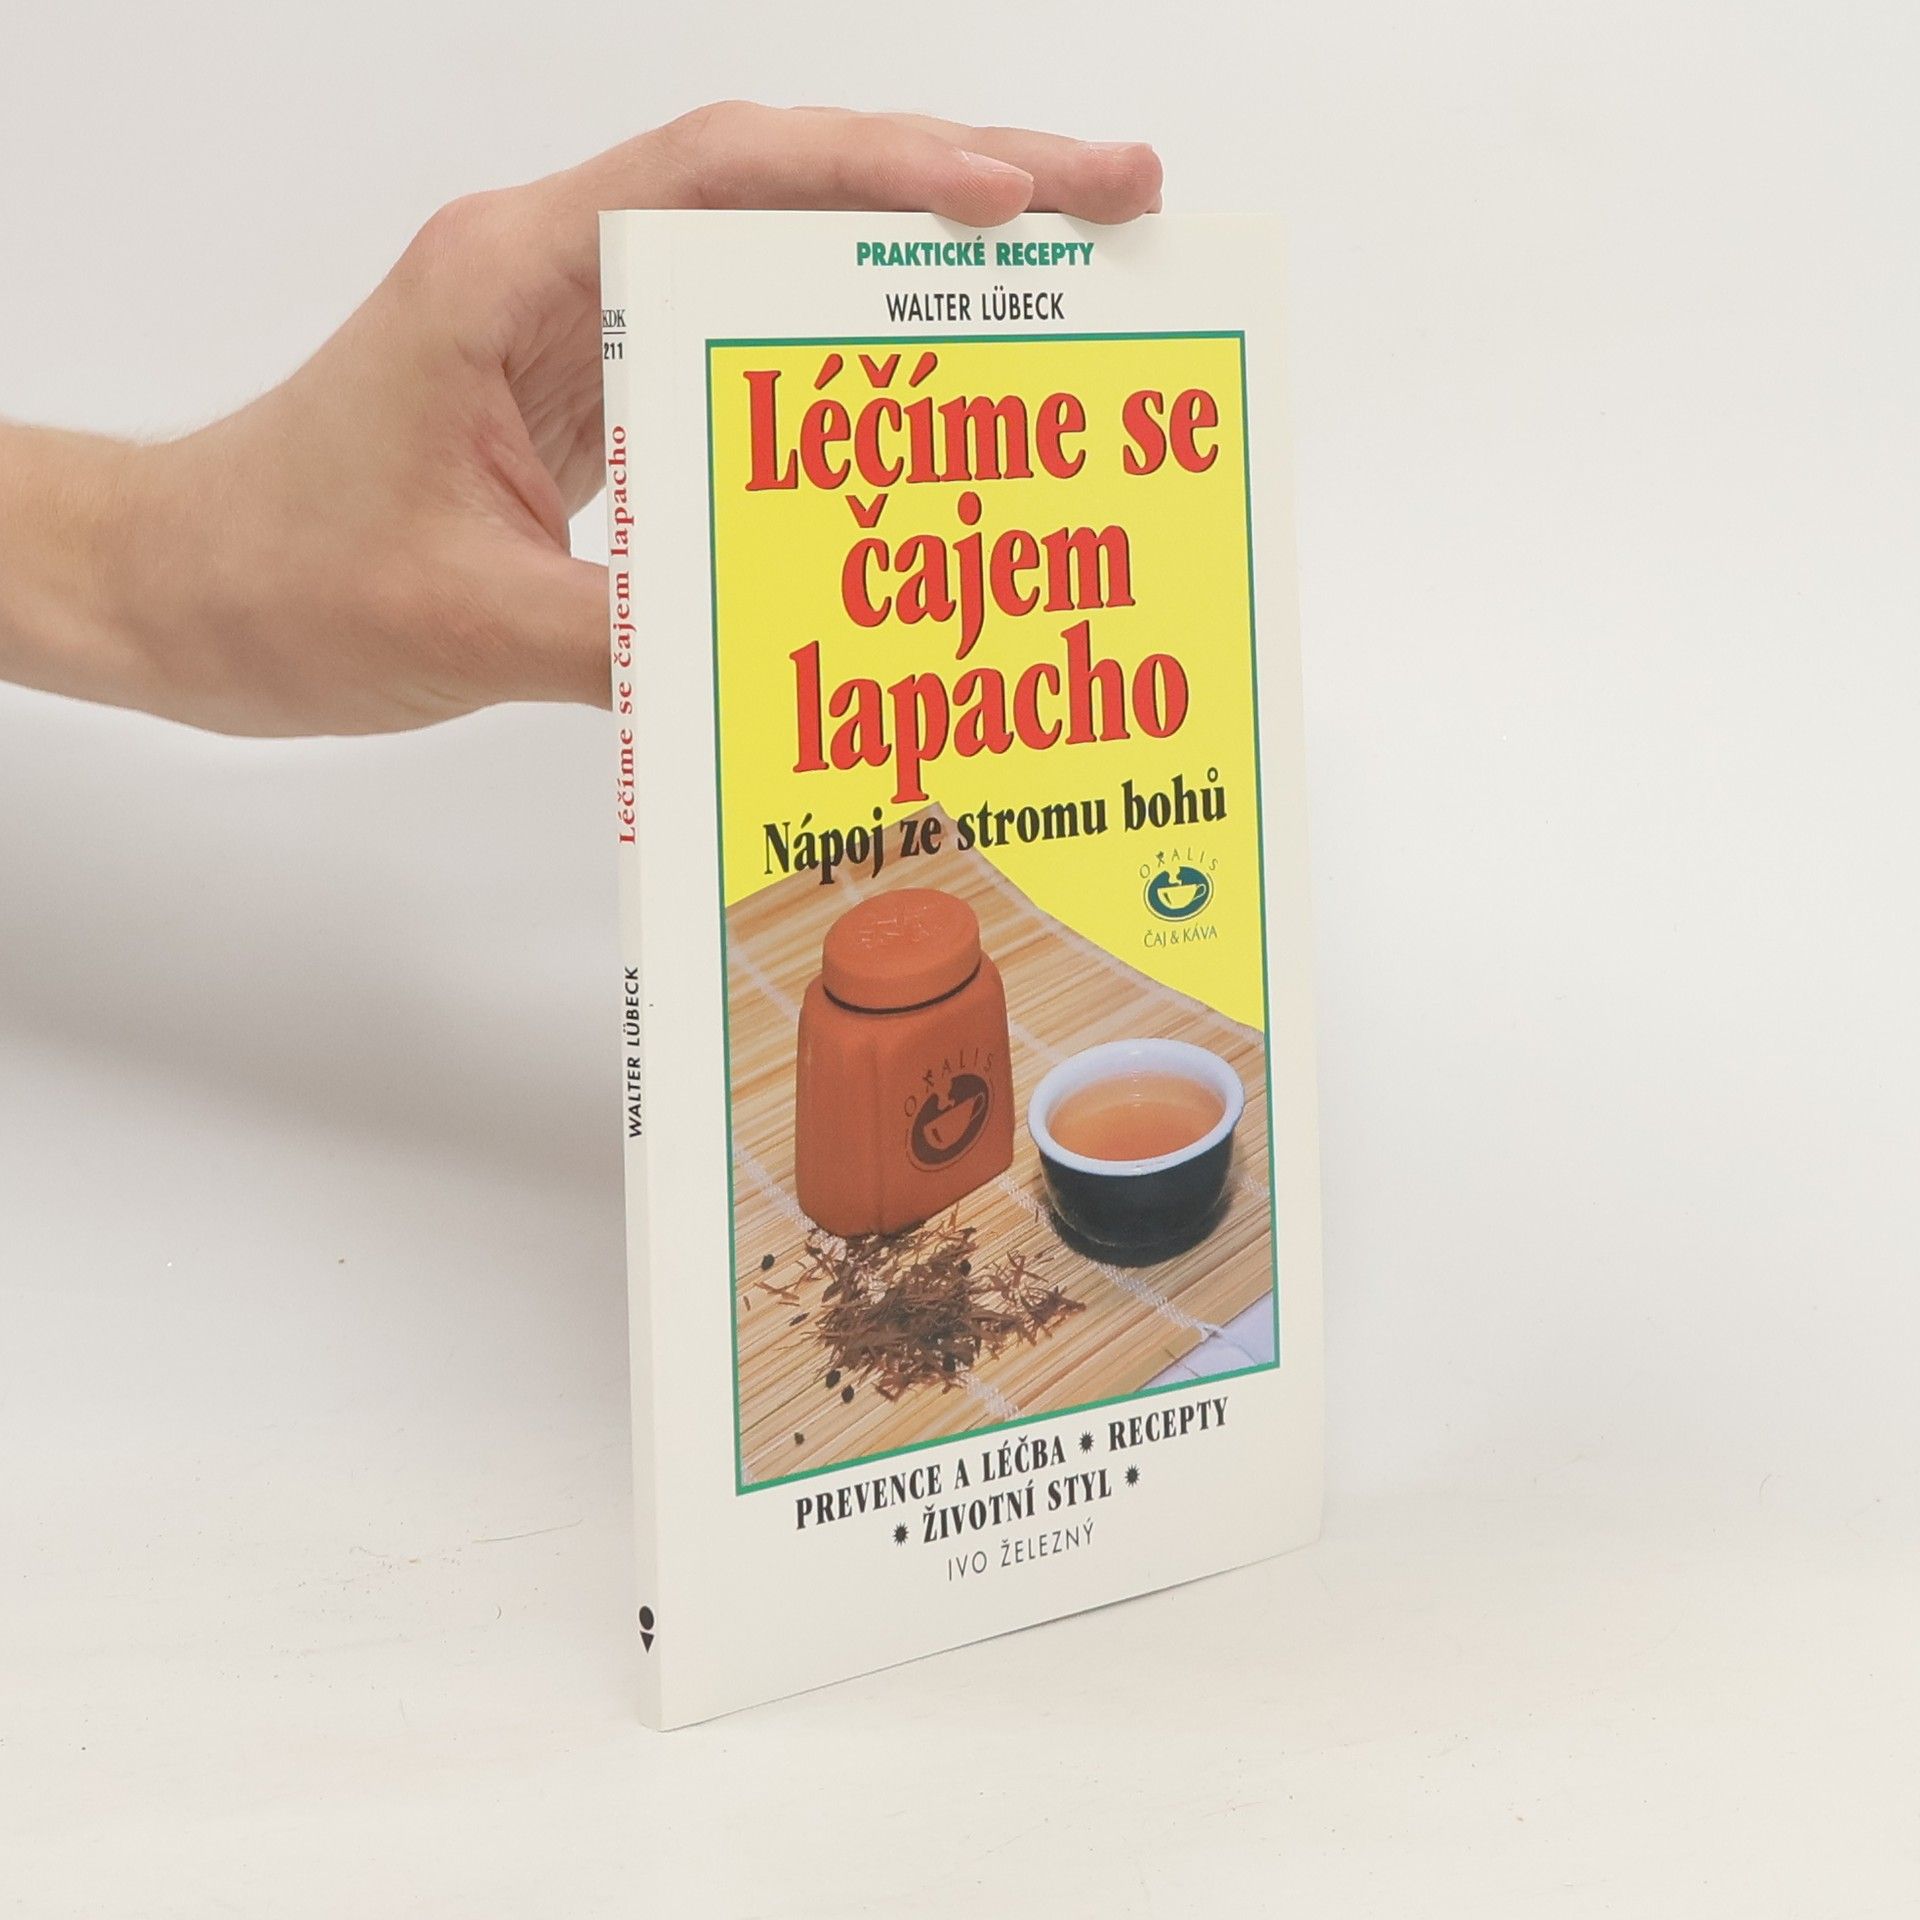 PRAKTICKÉ RECEPTY
WALTER LÜBECK
Léčíme se
čajem
lapacho
Nápoj ze stromu bohů
OXALIS
ČAJ & KÁVA
OXALIS
PREVENCE A LÉČBA * RECEPTY
* ŽIVOTNÍ STYL *
IVO ŽELEZNÝ
KDK
211
Léčíme se čajem lapacho
WALTER LÜBECK